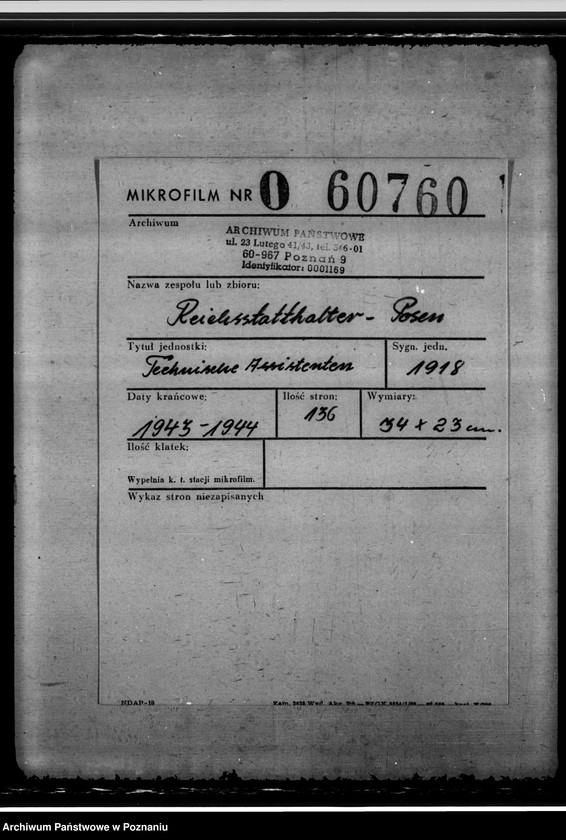 MIKROFILM NR 0 60760
Archiwum
ARCHIWUM PAŃSTWOWE
ul. 23 Lutego 41/43, tel. 346-01
60-967 Poznań 9
Identyfikator: 0001169
Nazwa zespołu lub zbioru:
Reichsstatthalter - Posen
Tytuł jednostki: Sygn. jedn.
Technische Assistenten 1918
Daty krańcowe: Ilość stron: Wymiary:
1943-1944 136 34 x 23 cm.
Ilość klatek:
Wypełnia k. t. stacji mikrofilm.
Wykaz stron niezapisanych
NDAP-18 Zam.
Archiwum Państwowe w Poznaniu